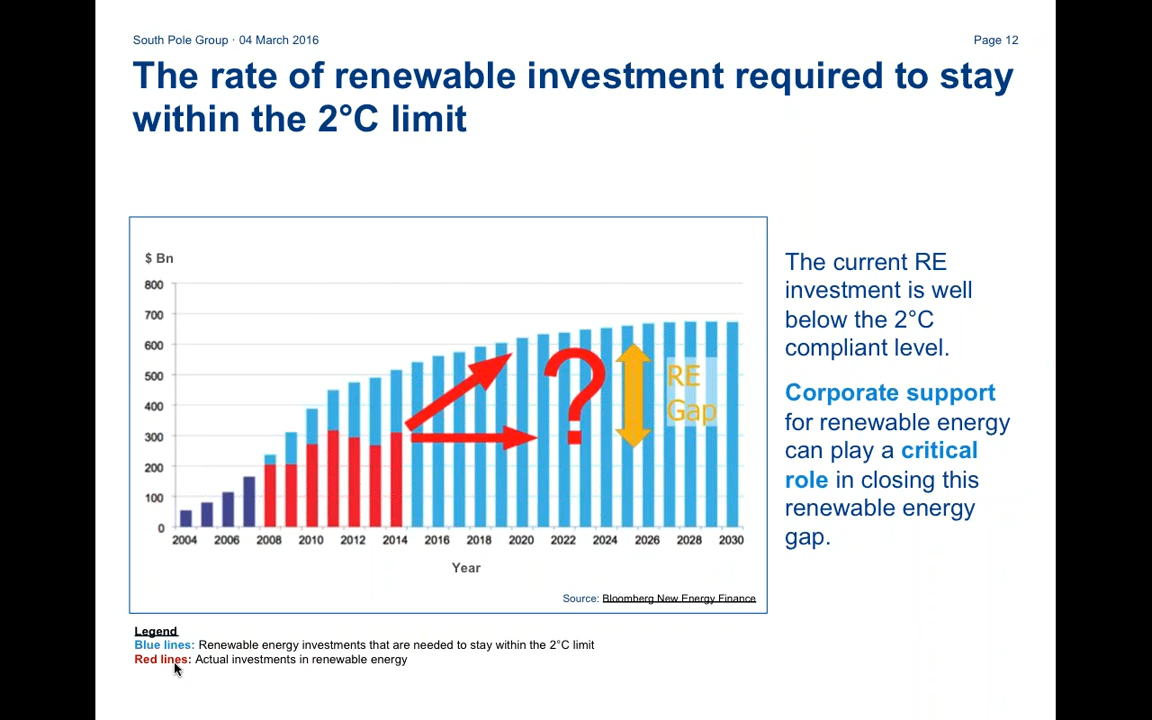 South Pole Group · 04 March 2016
Page 12
The rate of renewable investment required to stay
within the 2°C limit
$ Bn
800
700
600
500
400
300
200
100
0
2004 2006 2008 2010 2012 2014 2016 2018 2020 2022 2024 2026 2028 2030
Year
?
RE
Gap
Source: Bloomberg New Energy Finance
The current RE
investment is well
below the 2°C
compliant level.
Corporate support
for renewable energy
can play a critical
role in closing this
renewable energy
gap.
Legend
Blue lines: Renewable energy investments that are needed to stay within the 2°C limit
Red lines: Actual investments in renewable energy